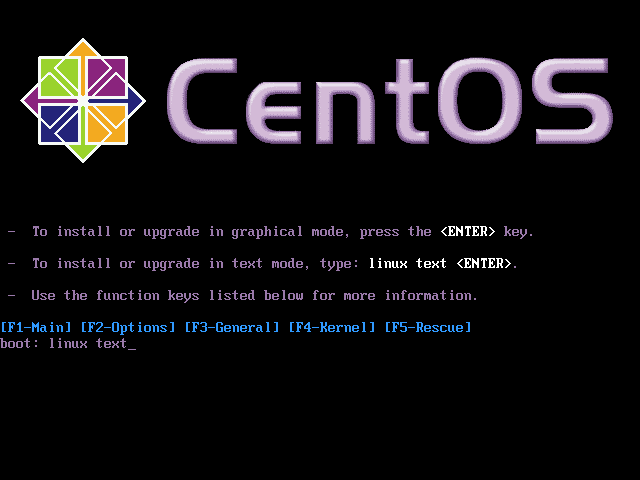 CentOS
- To install or upgrade in graphical mode, press the <ENTER> key.
- To install or upgrade in text mode, type: linux text <ENTER>.
- Use the function keys listed below for more information.
[F1-Main] [F2-Options] [F3-General] [F4-Kernel] [F5-Rescue]
boot: linux text_